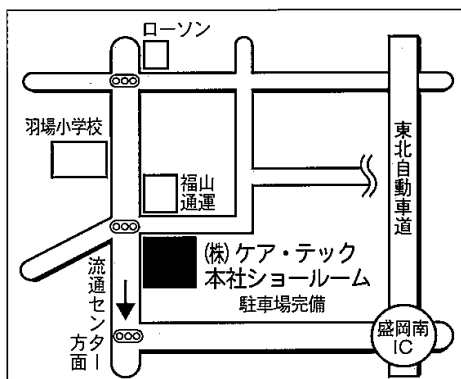 ローソン
羽場小学校
東北自動車道
福山
通運
(株)ケア・テック
本社ショールーム
駐車場完備
流通センター
方面
盛岡南
IC